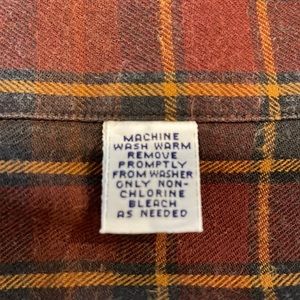 MACHINE
WASH WARM
REMOVE
PROMPTLY
FROM WASHER
ONLY NON-
CHLORINE
BLEACH
AS NEEDED